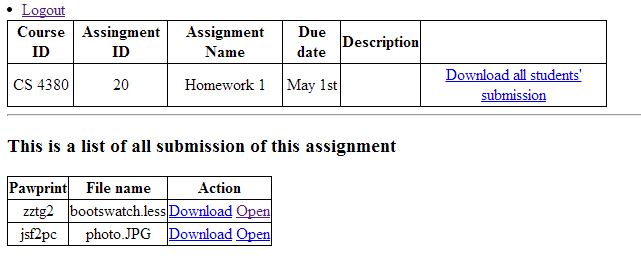 Logout
Course ID Assingment ID Assignment Name Due date Description
CS 4380 20 Homework 1 May 1st Download all students' submission
This is a list of all submission of this assignment
Pawprint File name Action
zztg2 bootswatch.less Download Open
jsf2pc photo.JPG Download Open